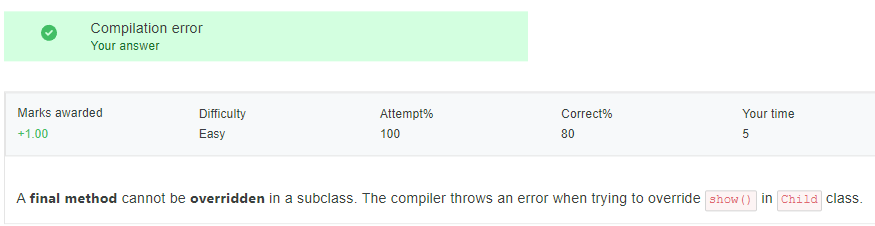 Compilation error
Your answer
Marks awarded Difficulty Attempt% Correct% Your time
+1.00 Easy 100 80 5
A final method cannot be overridden in a subclass. The compiler throws an error when trying to override show() in Child class.